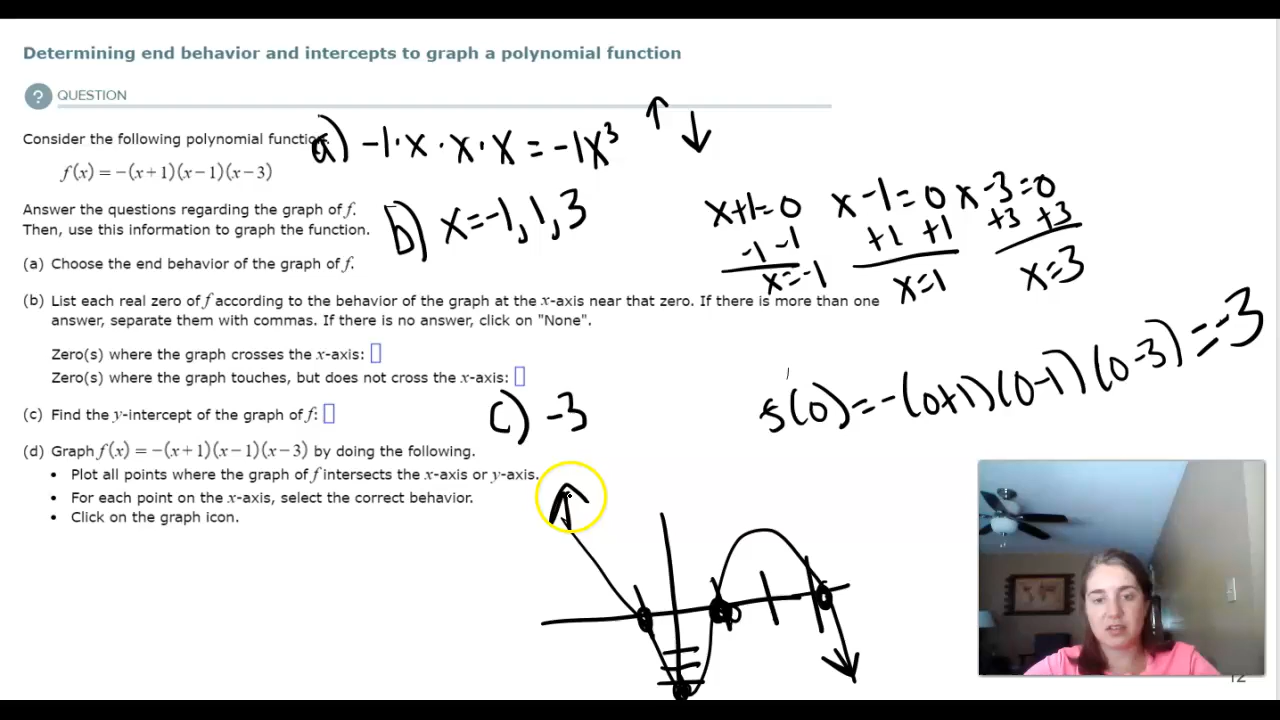 Determining end behavior and intercepts to graph a polynomial function
? QUESTION
Consider the following polynomial function.
f(x) = −(x+1)(x−1)(x−3)
a) -1·x·x·x = -1x³ ↑ ↓
Answer the questions regarding the graph of f.
Then, use this information to graph the function.
b) x=-1, 1, 3
x+1=0 x-1=0 x-3=0
-1 -1 +1 +1 +3 +3
x=-1 x=1 x=3
(a) Choose the end behavior of the graph of f.
(b) List each real zero of f according to the behavior of the graph at the x-axis near that zero. If there is more than one
answer, separate them with commas. If there is no answer, click on "None".
Zero(s) where the graph crosses the x-axis:
Zero(s) where the graph touches, but does not cross the x-axis:
f(0)=-(0+1)(0-1)(0-3)=-3
(c) Find the y-intercept of the graph of f:
c) -3
(d) Graph f(x) = −(x+1)(x−1)(x−3) by doing the following.
• Plot all points where the graph of f intersects the x-axis or y-axis.
• For each point on the x-axis, select the correct behavior.
• Click on the graph icon.
12